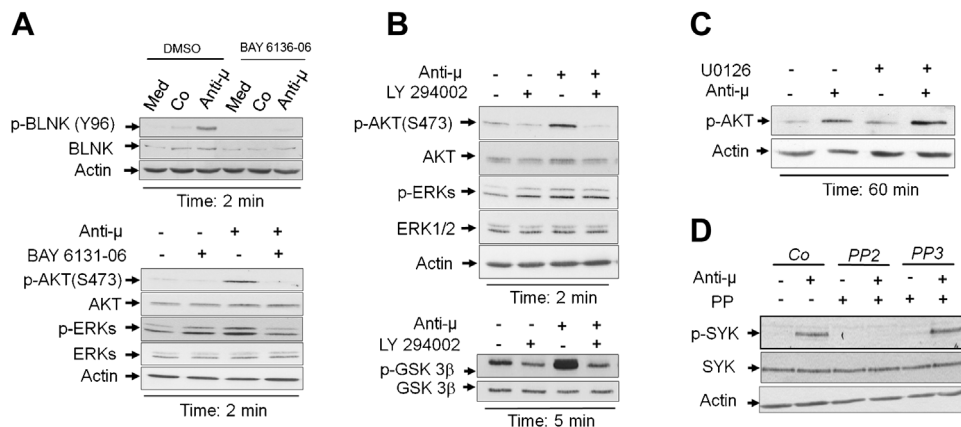 A
DMSO BAY 6136-06
Med Co Anti-μ Med Co Anti-μ
p-BLNK (Y96)
BLNK
Actin
Time: 2 min
Anti-μ - - + +
BAY 6131-06 - + - +
p-AKT(S473)
AKT
p-ERKs
ERKs
Actin
Time: 2 min
B
Anti-μ - - + +
LY 294002 - + - +
p-AKT(S473)
AKT
p-ERKs
ERK1/2
Actin
Time: 2 min
Anti-μ - - + +
LY 294002 - + - +
p-GSK 3β
GSK 3β
Time: 5 min
C
U0126 - - + +
Anti-μ - + - +
p-AKT
Actin
Time: 60 min
D
Co PP2 PP3
Anti-μ - + - + - +
PP - - + + + +
p-SYK
SYK
Actin